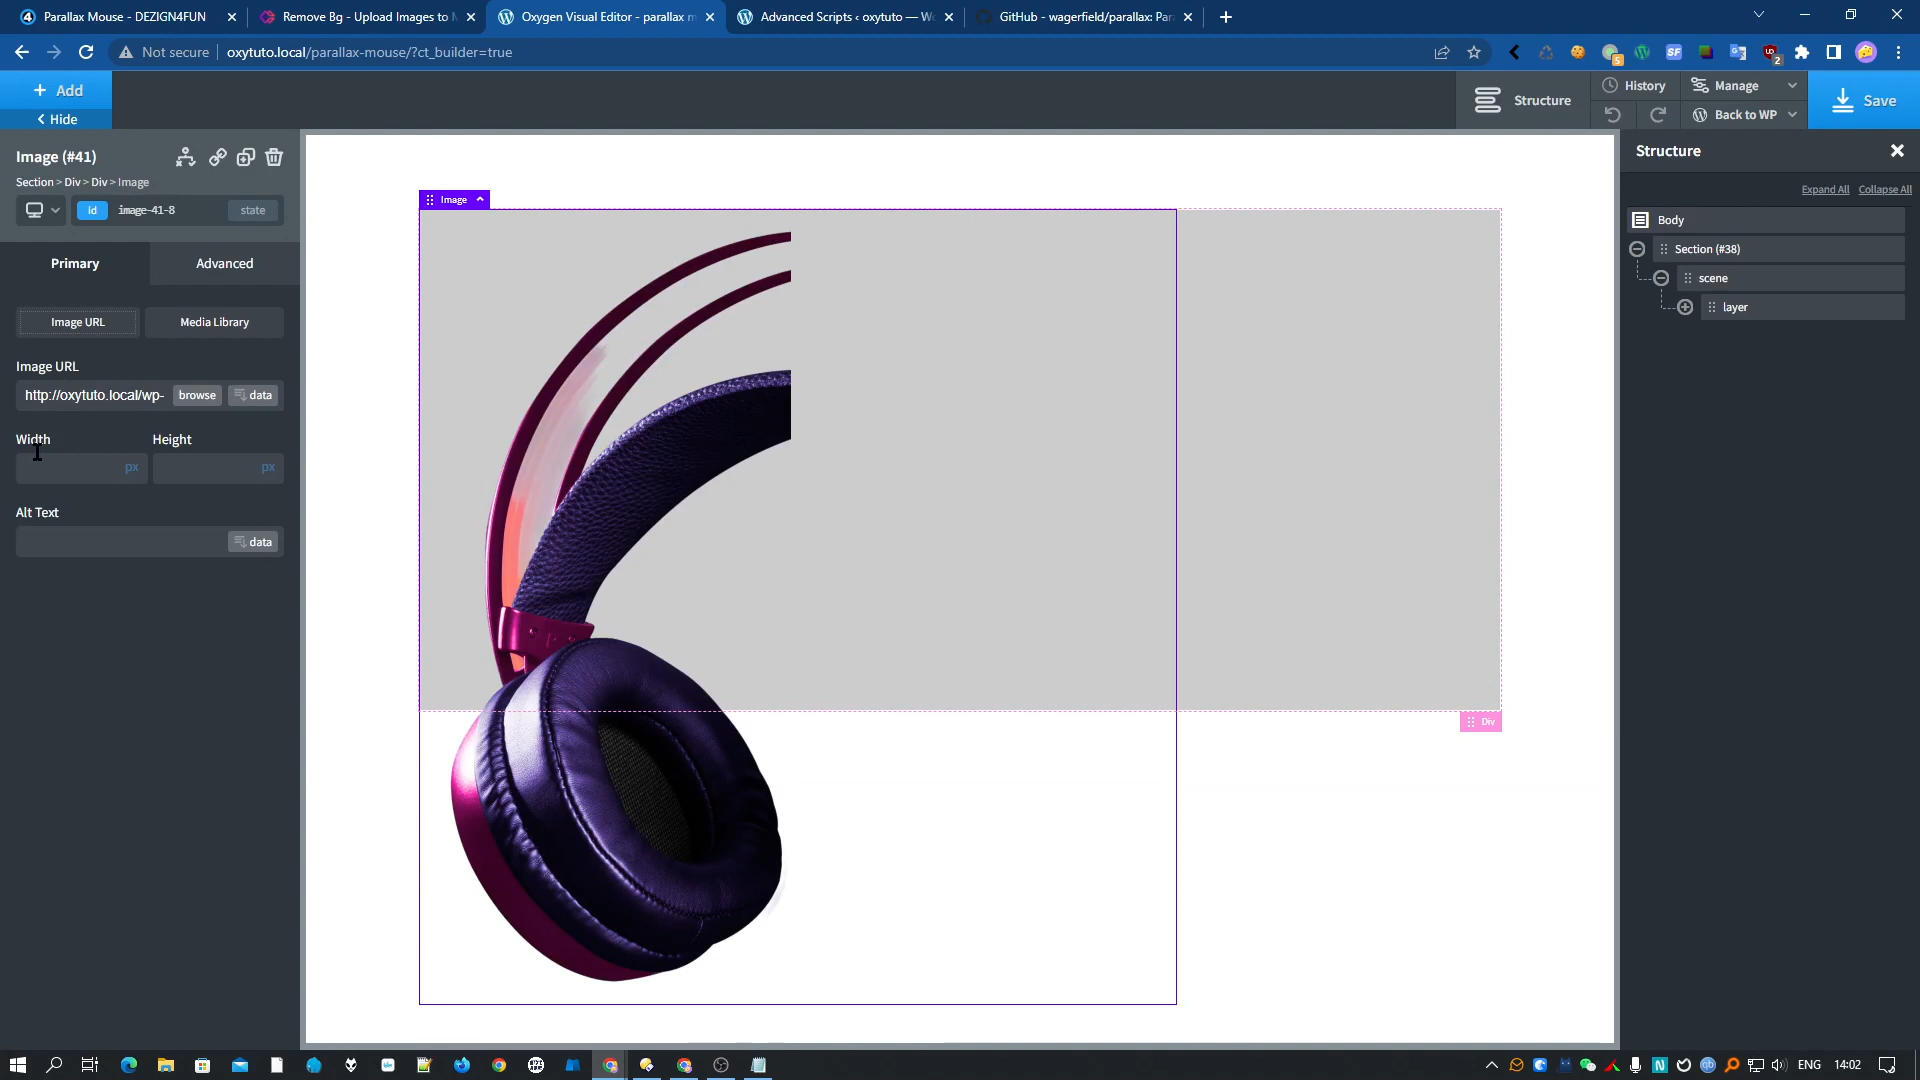 Parallax Mouse - DEZIGN4FUN
Remove Bg - Upload Images to
Oxygen Visual Editor - parallax m
Advanced Scripts ‹ oxytuto — W
GitHub - wagerfield/parallax: Par
Not secure
oxytuto.local/parallax-mouse/?ct_builder=true
+ Add
Hide
Structure
History
Manage
Back to WP
Save
Image (#41)
Section > Div > Div > Image
id
image-41-8
state
Primary
Advanced
Image URL
Media Library
Image URL
http://oxytuto.local/wp-
browse
data
Width
Height
px
px
Alt Text
data
Image
Div
Structure
Expand All
Collapse All
Body
Section (#38)
scene
layer
ENG
14:02